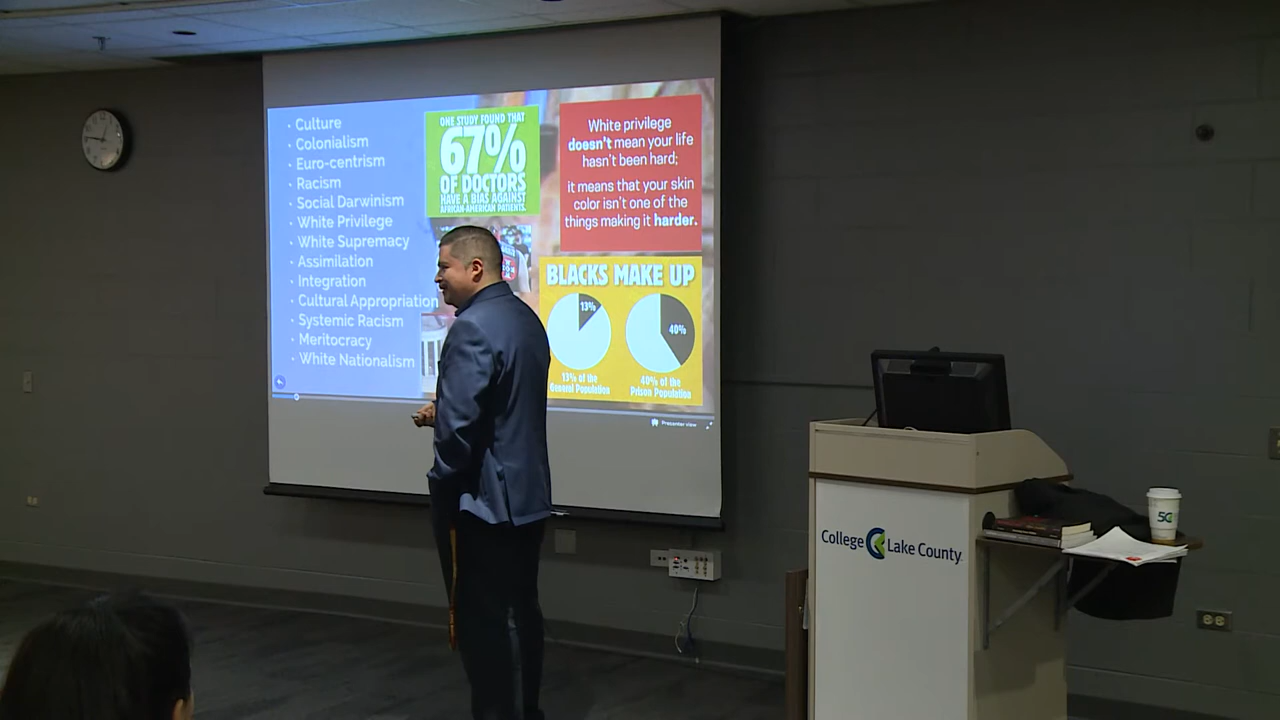 • Culture
• Colonialism
• Euro-centrism
• Racism
• Social Darwinism
• White Privilege
• White Supremacy
• Assimilation
• Integration
• Cultural Appropriation
• Systemic Racism
• Meritocracy
• White Nationalism
ONE STUDY FOUND THAT
67%
OF DOCTORS
HAVE A BIAS AGAINST
AFRICAN-AMERICAN PATIENTS.
White privilege
doesn't mean your life
hasn't been hard;
it means that your skin
color isn't one of the
things making it harder.
BLACKS MAKE UP
13%
40%
13% of the
General Population
40% of the
Prison Population
Presenter view
College Lake County
50